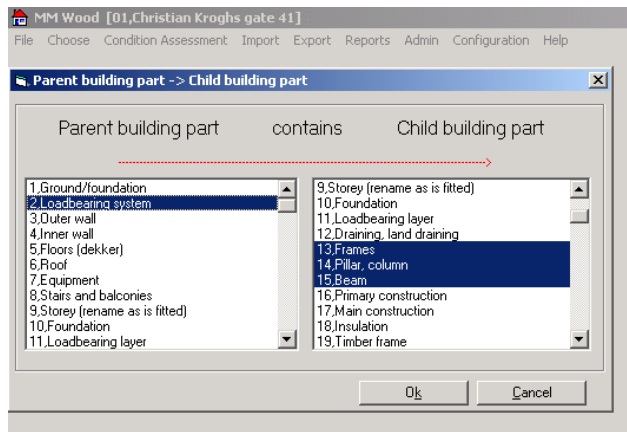 MM Wood [01,Christian Kroghs gate 41]
File Choose Condition Assessment Import Export Reports Admin Configuration Help
Parent building part -> Child building part
Parent building part contains Child building part
1,Ground/foundation
2,Loadbearing system
3,Outer wall
4,Inner wall
5,Floors (dekker)
6,Roof
7,Equipment
8,Stairs and balconies
9,Storey (rename as is fitted)
10,Foundation
11,Loadbearing layer
9,Storey (rename as is fitted)
10,Foundation
11,Loadbearing layer
12,Draining, land draining
13,Frames
14,Pillar, column
15,Beam
16,Primary construction
17,Main construction
18,Insulation
19,Timber frame
Ok Cancel